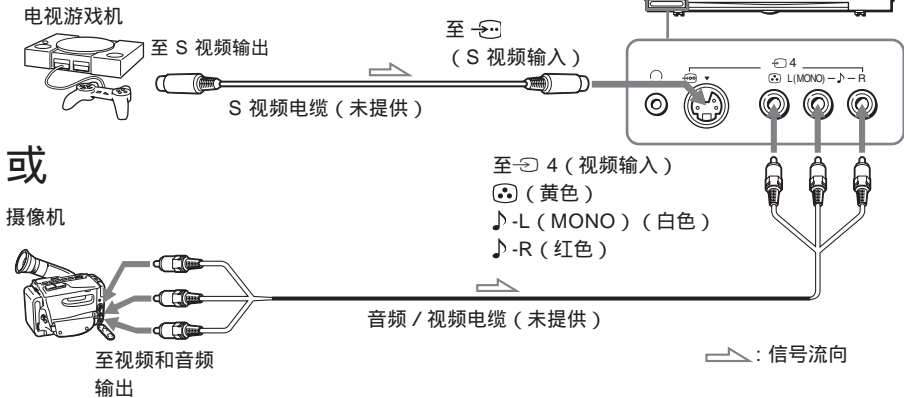 电视游戏机
至 S 视频输出
至
（S 视频输入）
S 视频电缆（未提供）
4
L(MONO) R
或
至 4（视频输入）
（黄色）
♪-L（MONO）（白色）
♪-R（红色）
摄像机
音频 / 视频电缆（未提供）
至视频和音频
输出
: 信号流向